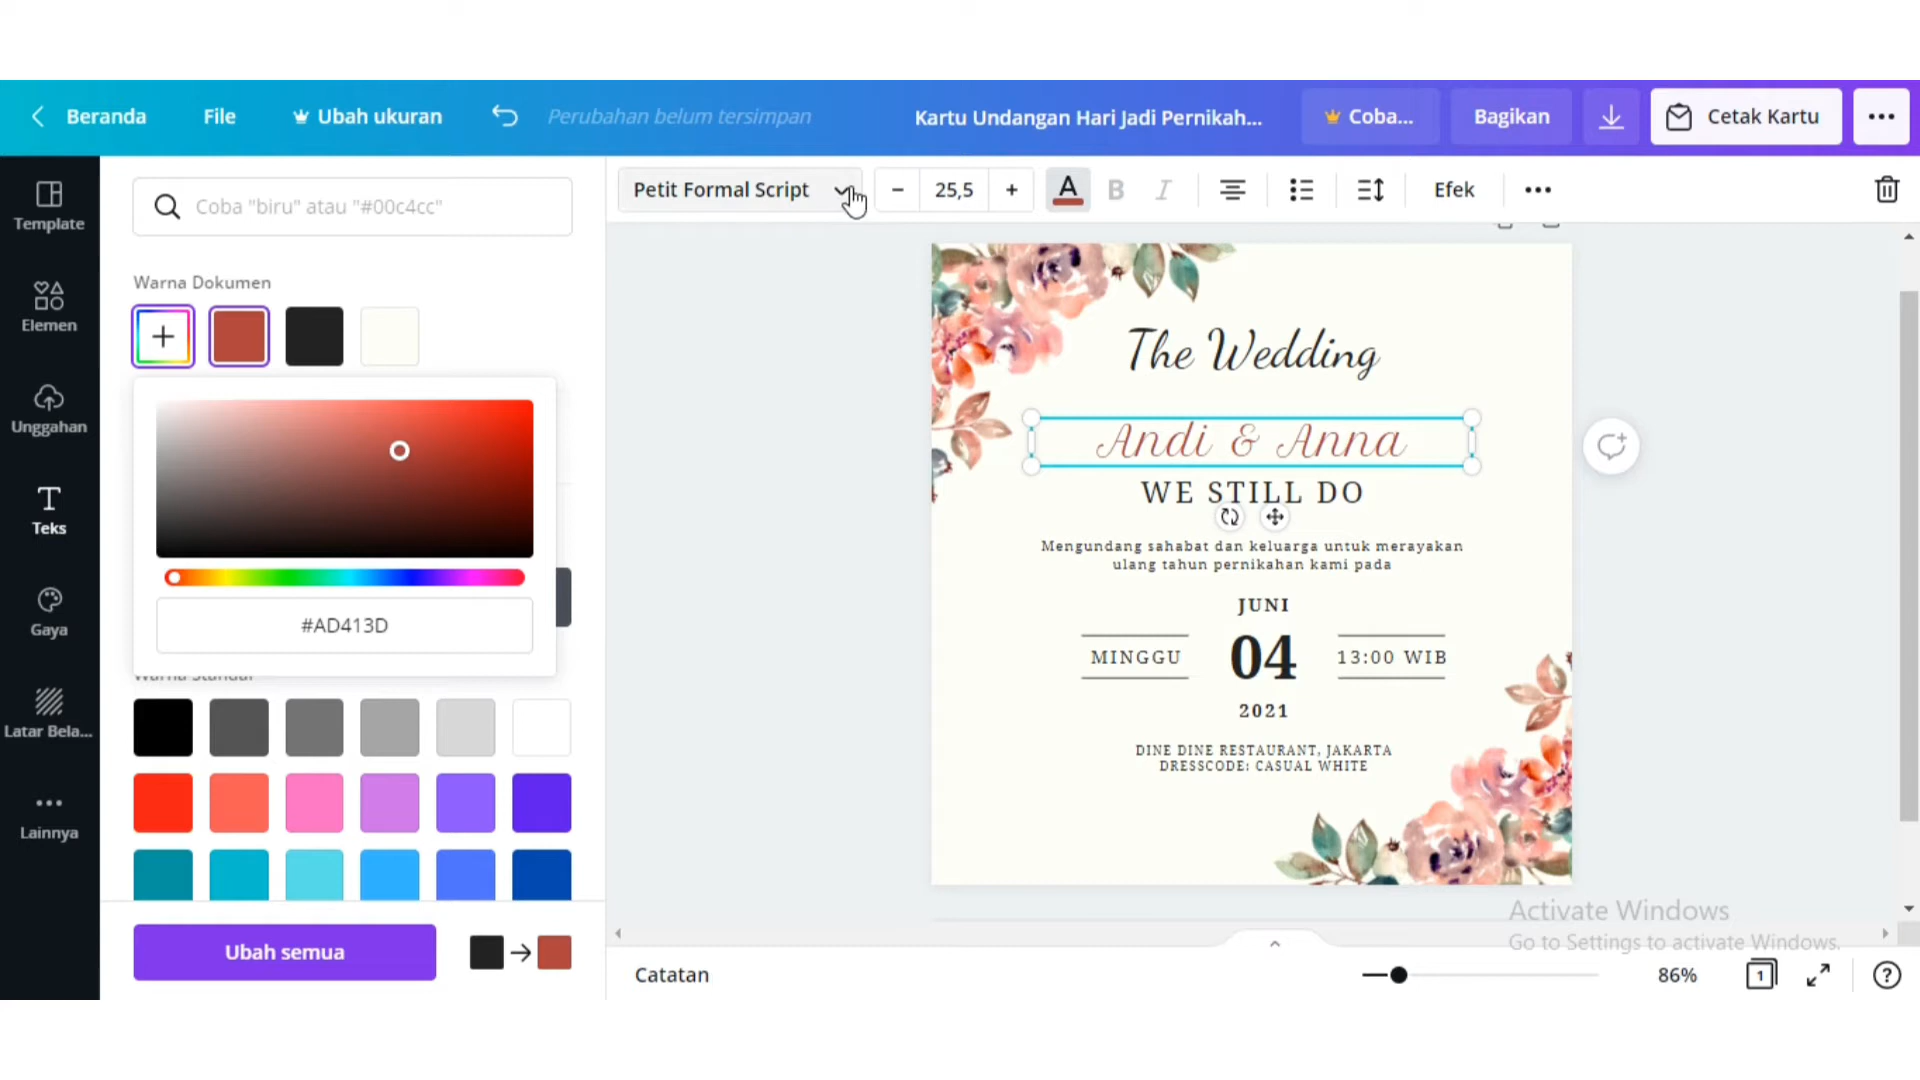 Beranda
File
Ubah ukuran
Perubahan belum tersimpan
Kartu Undangan Hari Jadi Pernikah...
Coba...
Bagikan
Cetak Kartu
Template
Elemen
Unggahan
Teks
Gaya
Latar Bela...
Lainnya
Coba "biru" atau "#00c4cc"
Warna Dokumen
#AD413D
Warna Standar
Ubah semua
Petit Formal Script
− 25,5 +
A B I
Efek
The Wedding
Andi & Anna
WE STILL DO
Mengundang sahabat dan keluarga untuk merayakan
ulang tahun pernikahan kami pada
JUNI
MINGGU 04 13:00 WIB
2021
DINE DINE RESTAURANT, JAKARTA
DRESSCODE: CASUAL WHITE
Activate Windows
Go to Settings to activate Windows.
Catatan
86%
1
?